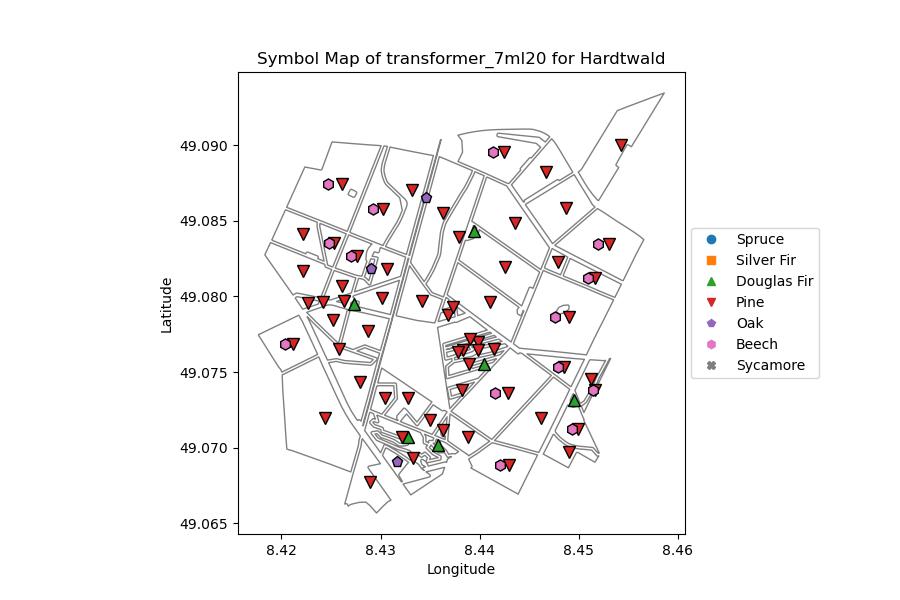 Symbol Map of transformer_7ml20 for Hardtwald
49.090
49.085
49.080
49.075
49.070
49.065
Latitude
8.42 8.43 8.44 8.45 8.46
Longitude
Spruce
Silver Fir
Douglas Fir
Pine
Oak
Beech
Sycamore